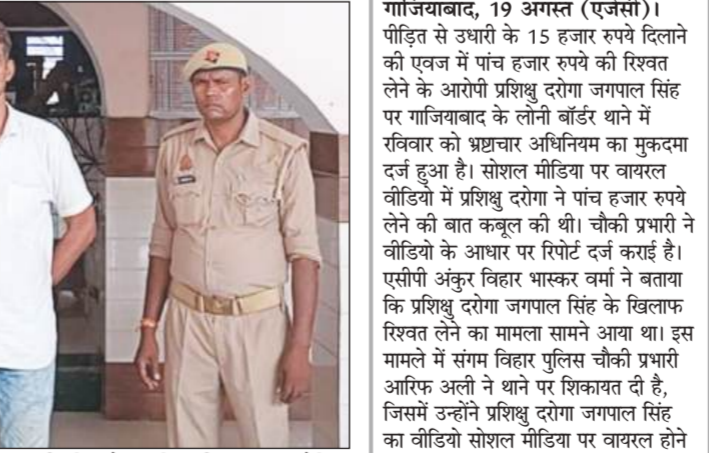 गाजियाबाद, 19 अगस्त (एजेंसी)।
पीड़ित से उधारी के 15 हजार रुपये दिलाने
की एवज में पांच हजार रुपये की रिश्वत
लेने के आरोपी प्रशिक्षु दरोगा जगपाल सिंह
पर गाजियाबाद के लोनी बॉर्डर थाने में
रविवार को भ्रष्टाचार अधिनियम का मुकदमा
दर्ज हुआ है। सोशल मीडिया पर वायरल
वीडियो में प्रशिक्षु दरोगा ने पांच हजार रुपये
लेने की बात कबूल की थी। चौकी प्रभारी ने
वीडियो के आधार पर रिपोर्ट दर्ज कराई है।
एसीपी अंकुर विहार भास्कर वर्मा ने बताया
कि प्रशिक्षु दरोगा जगपाल सिंह के खिलाफ
रिश्वत लेने का मामला सामने आया था। इस
मामले में संगम विहार पुलिस चौकी प्रभारी
आरिफ अली ने थाने पर शिकायत दी है,
जिसमें उन्होंने प्रशिक्षु दरोगा जगपाल सिंह
का वीडियो सोशल मीडिया पर वायरल होने